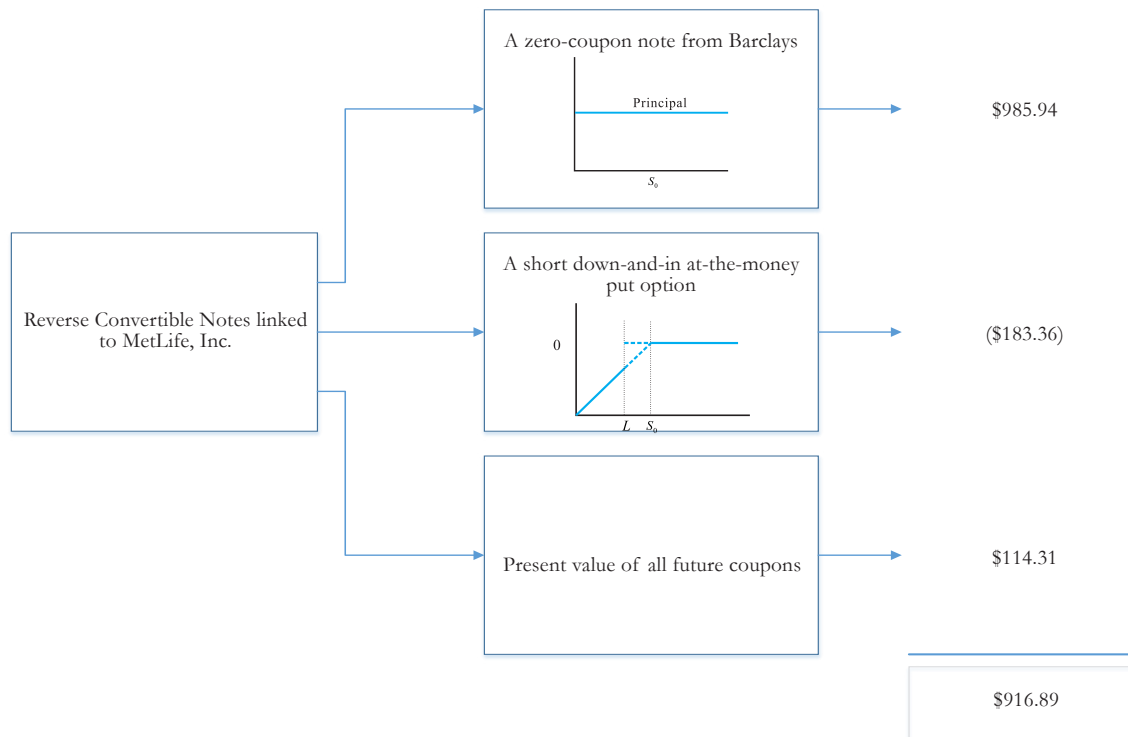 A zero-coupon note from Barclays
Principal
S₀
$985.94
Reverse Convertible Notes linked
to MetLife, Inc.
A short down-and-in at-the-money
put option
0
L S₀
($183.36)
Present value of all future coupons
$114.31
$916.89